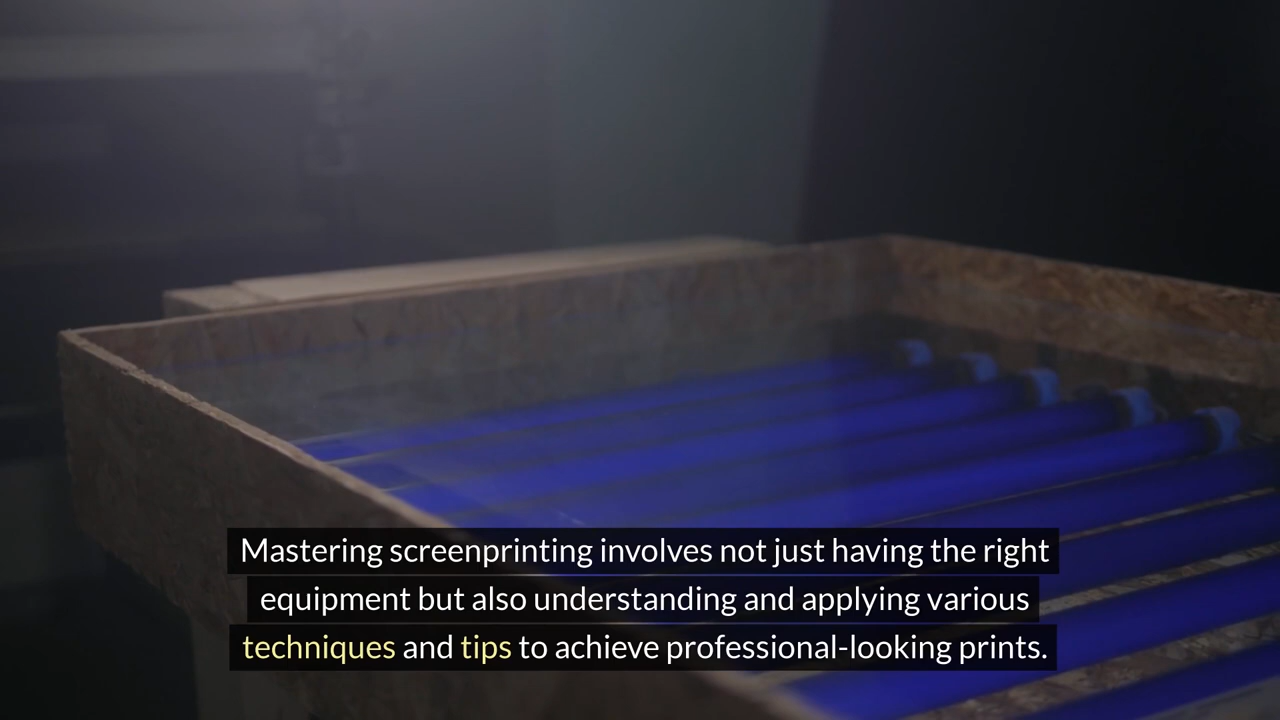 Mastering screenprinting involves not just having the right
equipment but also understanding and applying various
techniques and tips to achieve professional-looking prints.